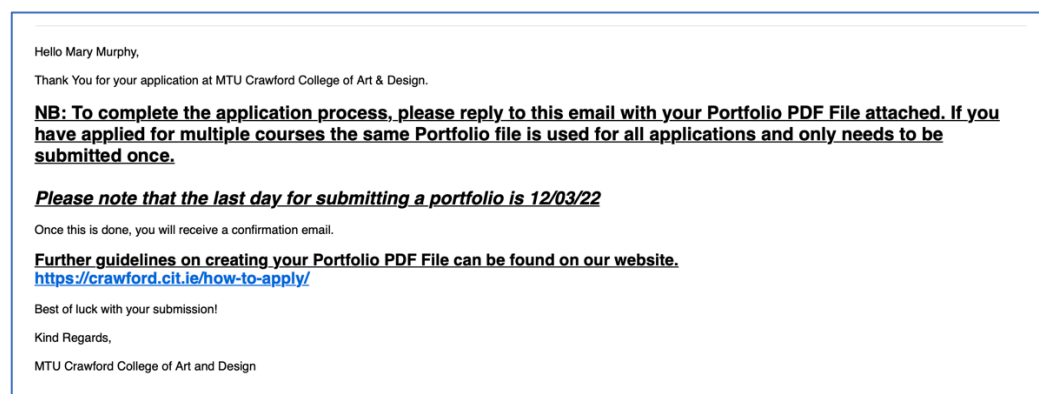 Hello Mary Murphy,
Thank You for your application at MTU Crawford College of Art & Design.
NB: To complete the application process, please reply to this email with your Portfolio PDF File attached. If you
have applied for multiple courses the same Portfolio file is used for all applications and only needs to be
submitted once.
Please note that the last day for submitting a portfolio is 12/03/22
Once this is done, you will receive a confirmation email.
Further guidelines on creating your Portfolio PDF File can be found on our website.
https://crawford.cit.ie/how-to-apply/
Best of luck with your submission!
Kind Regards,
MTU Crawford College of Art and Design